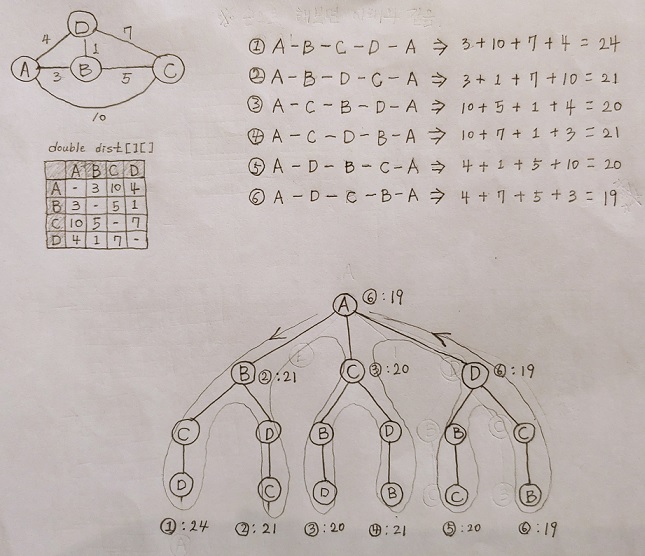 D
4 7
1
A 3 B 5 C
10
double dist[][]
A B C D
A - 3 10 4
B 3 - 5 1
C 10 5 - 7
D 4 1 7 -
① A-B-C-D-A ⇒ 3+10+7+4=24
② A-B-D-C-A ⇒ 3+1+7+10=21
③ A-C-B-D-A ⇒ 10+5+1+4=20
④ A-C-D-B-A ⇒ 10+7+1+3=21
⑤ A-D-B-C-A ⇒ 4+1+5+10=20
⑥ A-D-C-B-A ⇒ 4+7+5+3=19
A ⑥:19
B ②:21 C ③:20 D ⑥:19
C D B D B C
D C D B C B
①:24 ②:21 ③:20 ④:21 ⑤:20 ⑥:19